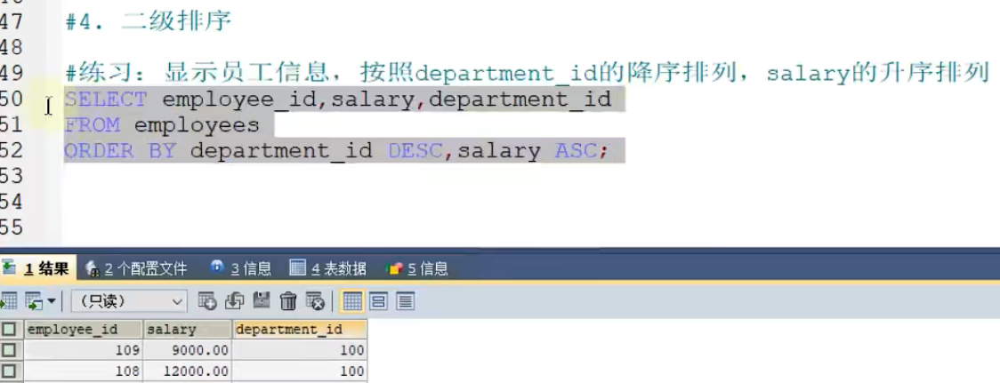 47 #4. 二级排序
48
49 #练习：显示员工信息，按照department_id的降序排列，salary的升序排列
50 SELECT employee_id,salary,department_id
51 FROM employees
52 ORDER BY department_id DESC,salary ASC;
53
54
55
1 结果 2 个配置文件 3 信息 4 表数据 5 信息
(只读)
employee_id salary department_id
109 9000.00 100
108 12000.00 100